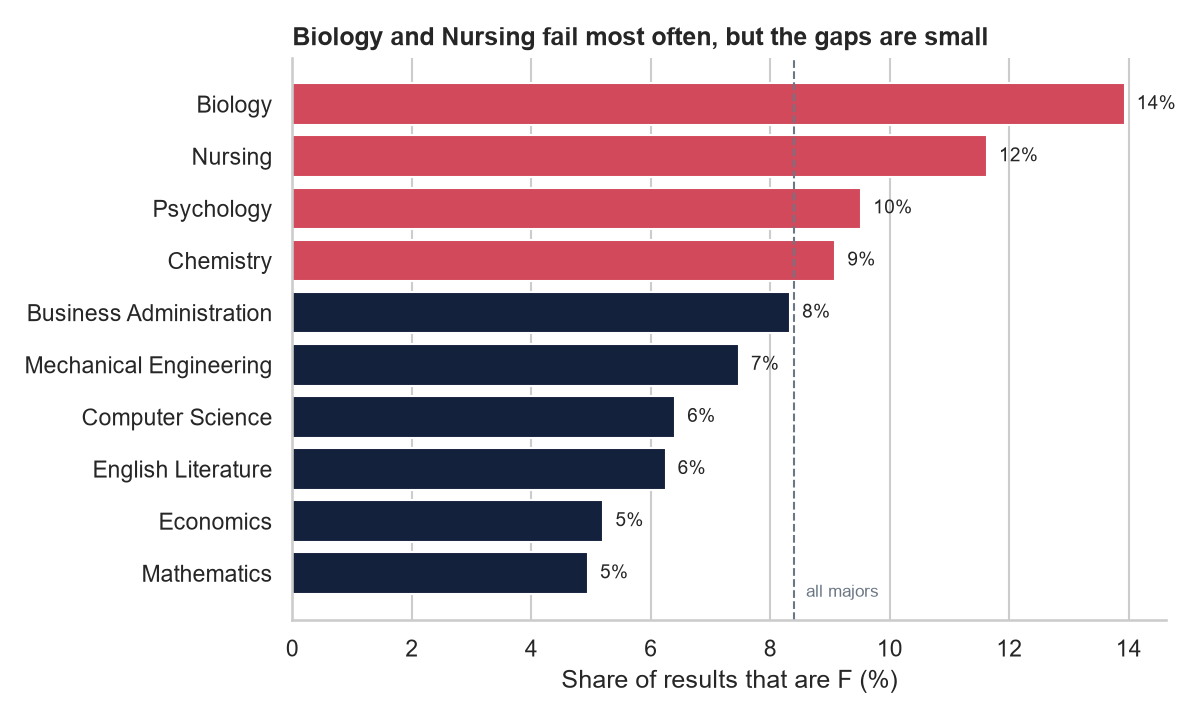 Biology and Nursing fail most often, but the gaps are small
Biology 14%
Nursing 12%
Psychology 10%
Chemistry 9%
Business Administration 8%
Mechanical Engineering 7%
Computer Science 6%
English Literature 6%
Economics 5%
Mathematics 5%
all majors
0 2 4 6 8 10 12 14
Share of results that are F (%)